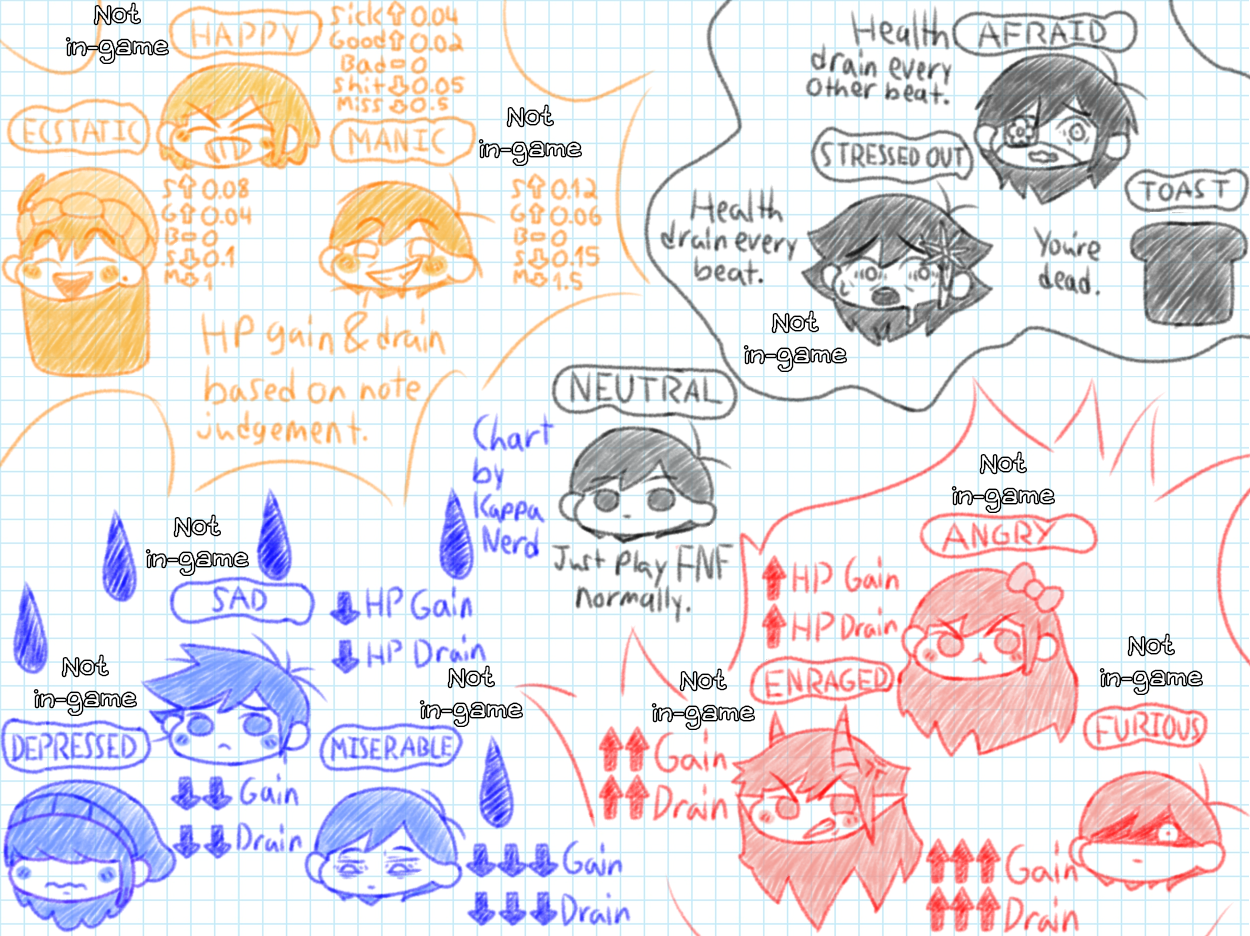 Not
in-game
HAPPY
Sick⇧0.04
Good⇧0.02
Bad=0
Shit⇩0.05
Miss⇩0.5
ECSTATIC
S⇧0.08
G⇧0.04
B=0
S⇩0.1
M⇩1
MANIC
Not
in-game
S⇧0.12
G⇧0.06
B=0
S⇩0.15
M⇩1.5
HP gain & drain
based on note
judgement.
Health
drain every
other beat.
AFRAID
STRESSED OUT
Health
drain every
beat.
Not
in-game
TOAST
You're
dead.
NEUTRAL
Just Play FNF
normally.
Chart
by
Kappa
Nerd
Not
in-game
SAD
⬇HP Gain
⬇HP Drain
Not
in-game
DEPRESSED
⬇⬇Gain
⬇⬇Drain
Not
in-game
MISERABLE
⬇⬇⬇Gain
⬇⬇⬇Drain
Not
in-game
ANGRY
⬆HP Gain
⬆HP Drain
Not
in-game
ENRAGED
⬆⬆Gain
⬆⬆Drain
Not
in-game
FURIOUS
⬆⬆⬆Gain
⬆⬆⬆Drain